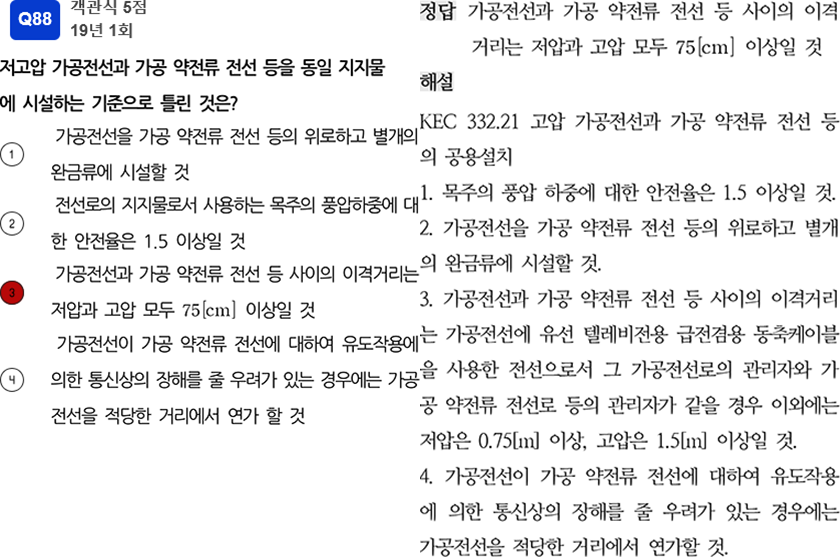 Q88
객관식 5점
19년 1회
저고압 가공전선과 가공 약전류 전선 등을 동일 지지물
에 시설하는 기준으로 틀린 것은?
1 가공전선을 가공 약전류 전선 등의 위로하고 별개의
완금류에 시설할 것
2 전선로의 지지물로서 사용하는 목주의 풍압하중에 대
한 안전율은 1.5 이상일 것
3 가공전선과 가공 약전류 전선 등 사이의 이격거리는
저압과 고압 모두 75[cm] 이상일 것
4 가공전선이 가공 약전류 전선에 대하여 유도작용에
의한 통신상의 장해를 줄 우려가 있는 경우에는 가공
전선을 적당한 거리에서 연가 할 것
정답 가공전선과 가공 약전류 전선 등 사이의 이격
거리는 저압과 고압 모두 75[cm] 이상일 것
해설
KEC 332.21 고압 가공전선과 가공 약전류 전선 등
의 공용설치
1. 목주의 풍압 하중에 대한 안전율은 1.5 이상일 것.
2. 가공전선을 가공 약전류 전선 등의 위로하고 별개
의 완금류에 시설할 것.
3. 가공전선과 가공 약전류 전선 등 사이의 이격거리
는 가공전선에 유선 텔레비전용 급전겸용 동축케이블
을 사용한 전선으로서 그 가공전선로의 관리자와 가
공 약전류 전선로 등의 관리자가 같을 경우 이외에는
저압은 0.75[m] 이상, 고압은 1.5[m] 이상일 것.
4. 가공전선이 가공 약전류 전선에 대하여 유도작용
에 의한 통신상의 장해를 줄 우려가 있는 경우에는
가공전선을 적당한 거리에서 연가할 것.